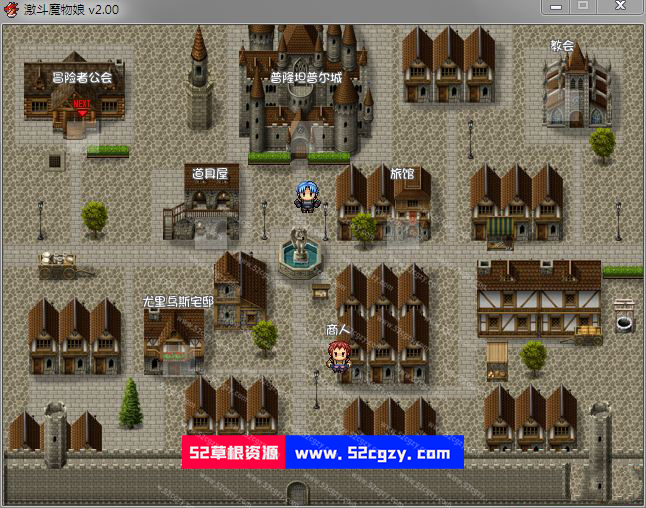 激斗魔物娘 v2.00
教会
冒险者公会
普隆坦普尔城
NEXT
道具屋
旅馆
尤里乌斯宅邸
商人
52草根资源 www.52cgzy.com